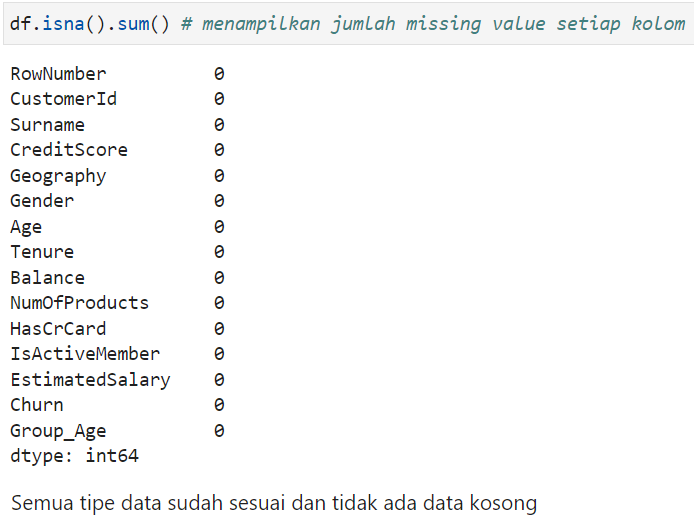 df.isna().sum() # menampilkan jumlah missing value setiap kolom
RowNumber 0
CustomerId 0
Surname 0
CreditScore 0
Geography 0
Gender 0
Age 0
Tenure 0
Balance 0
NumOfProducts 0
HasCrCard 0
IsActiveMember 0
EstimatedSalary 0
Churn 0
Group_Age 0
dtype: int64
Semua tipe data sudah sesuai dan tidak ada data kosong